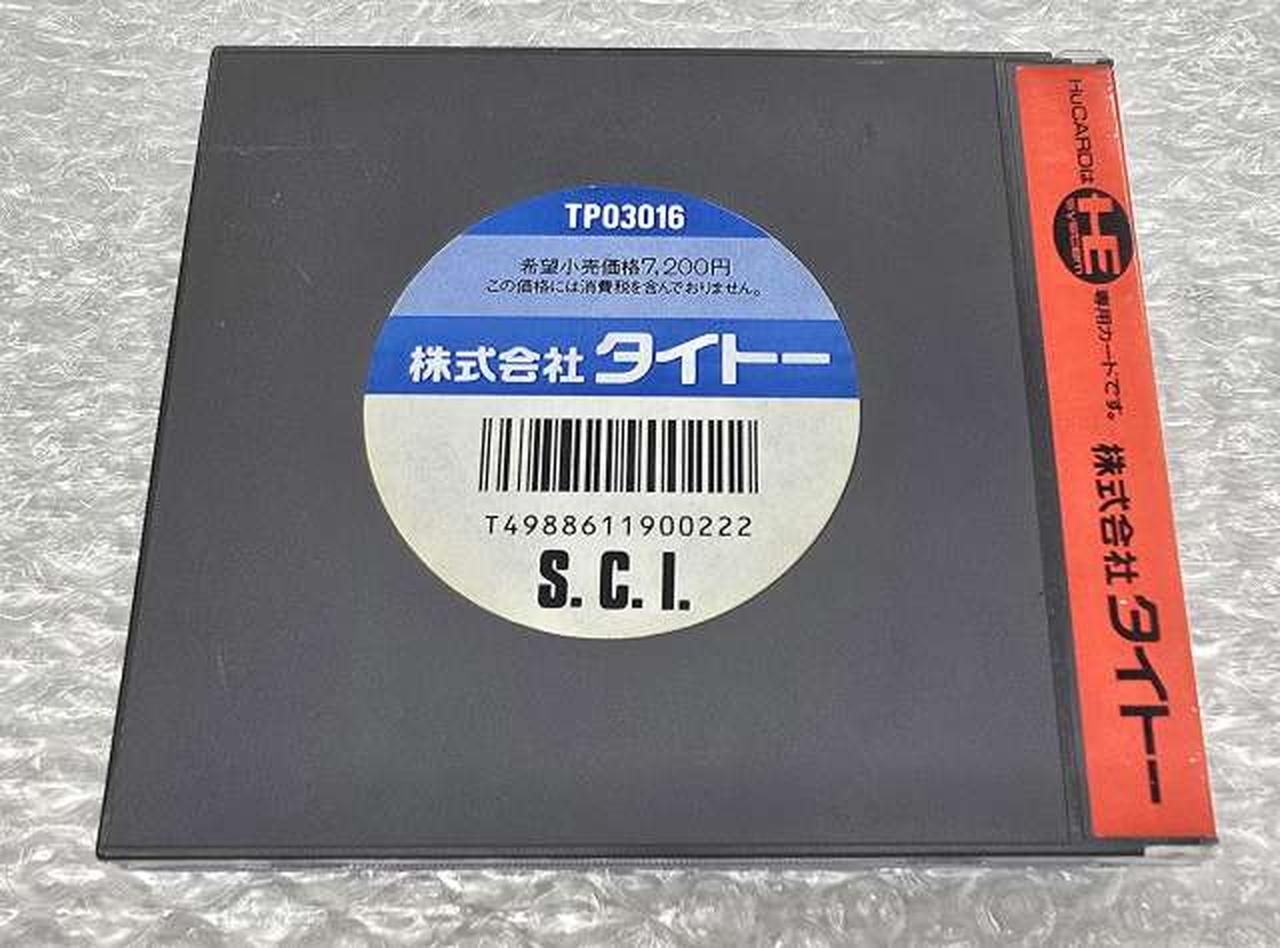 TP03016
希望小売価格7,200円
この価格には消費税を含んでおりません。
株式会社タイトー
T4988611900222
S.C.I.
HuCARDは HE system 専用カードです。 株式会社タイトー